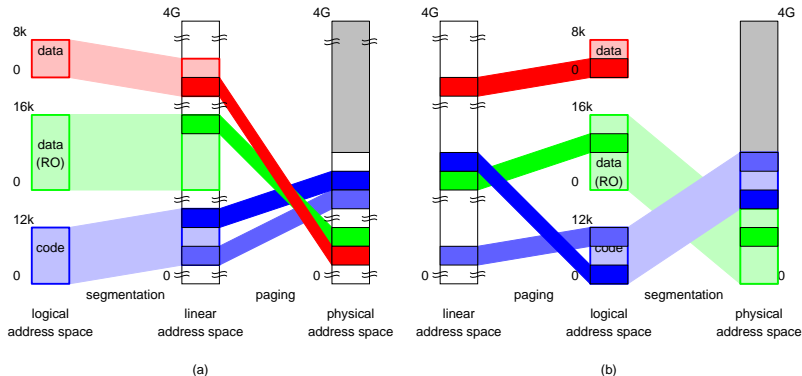 4G
4G
4G
8k
data
0
16k
data
(RO)
0
12k
code
0
0
0
segmentation
paging
logical
address space
linear
address space
physical
address space
(a)
8k
data
0
16k
data
(RO)
0
12k
code
0
0
0
paging
segmentation
linear
address space
logical
address space
physical
address space
(b)
4G